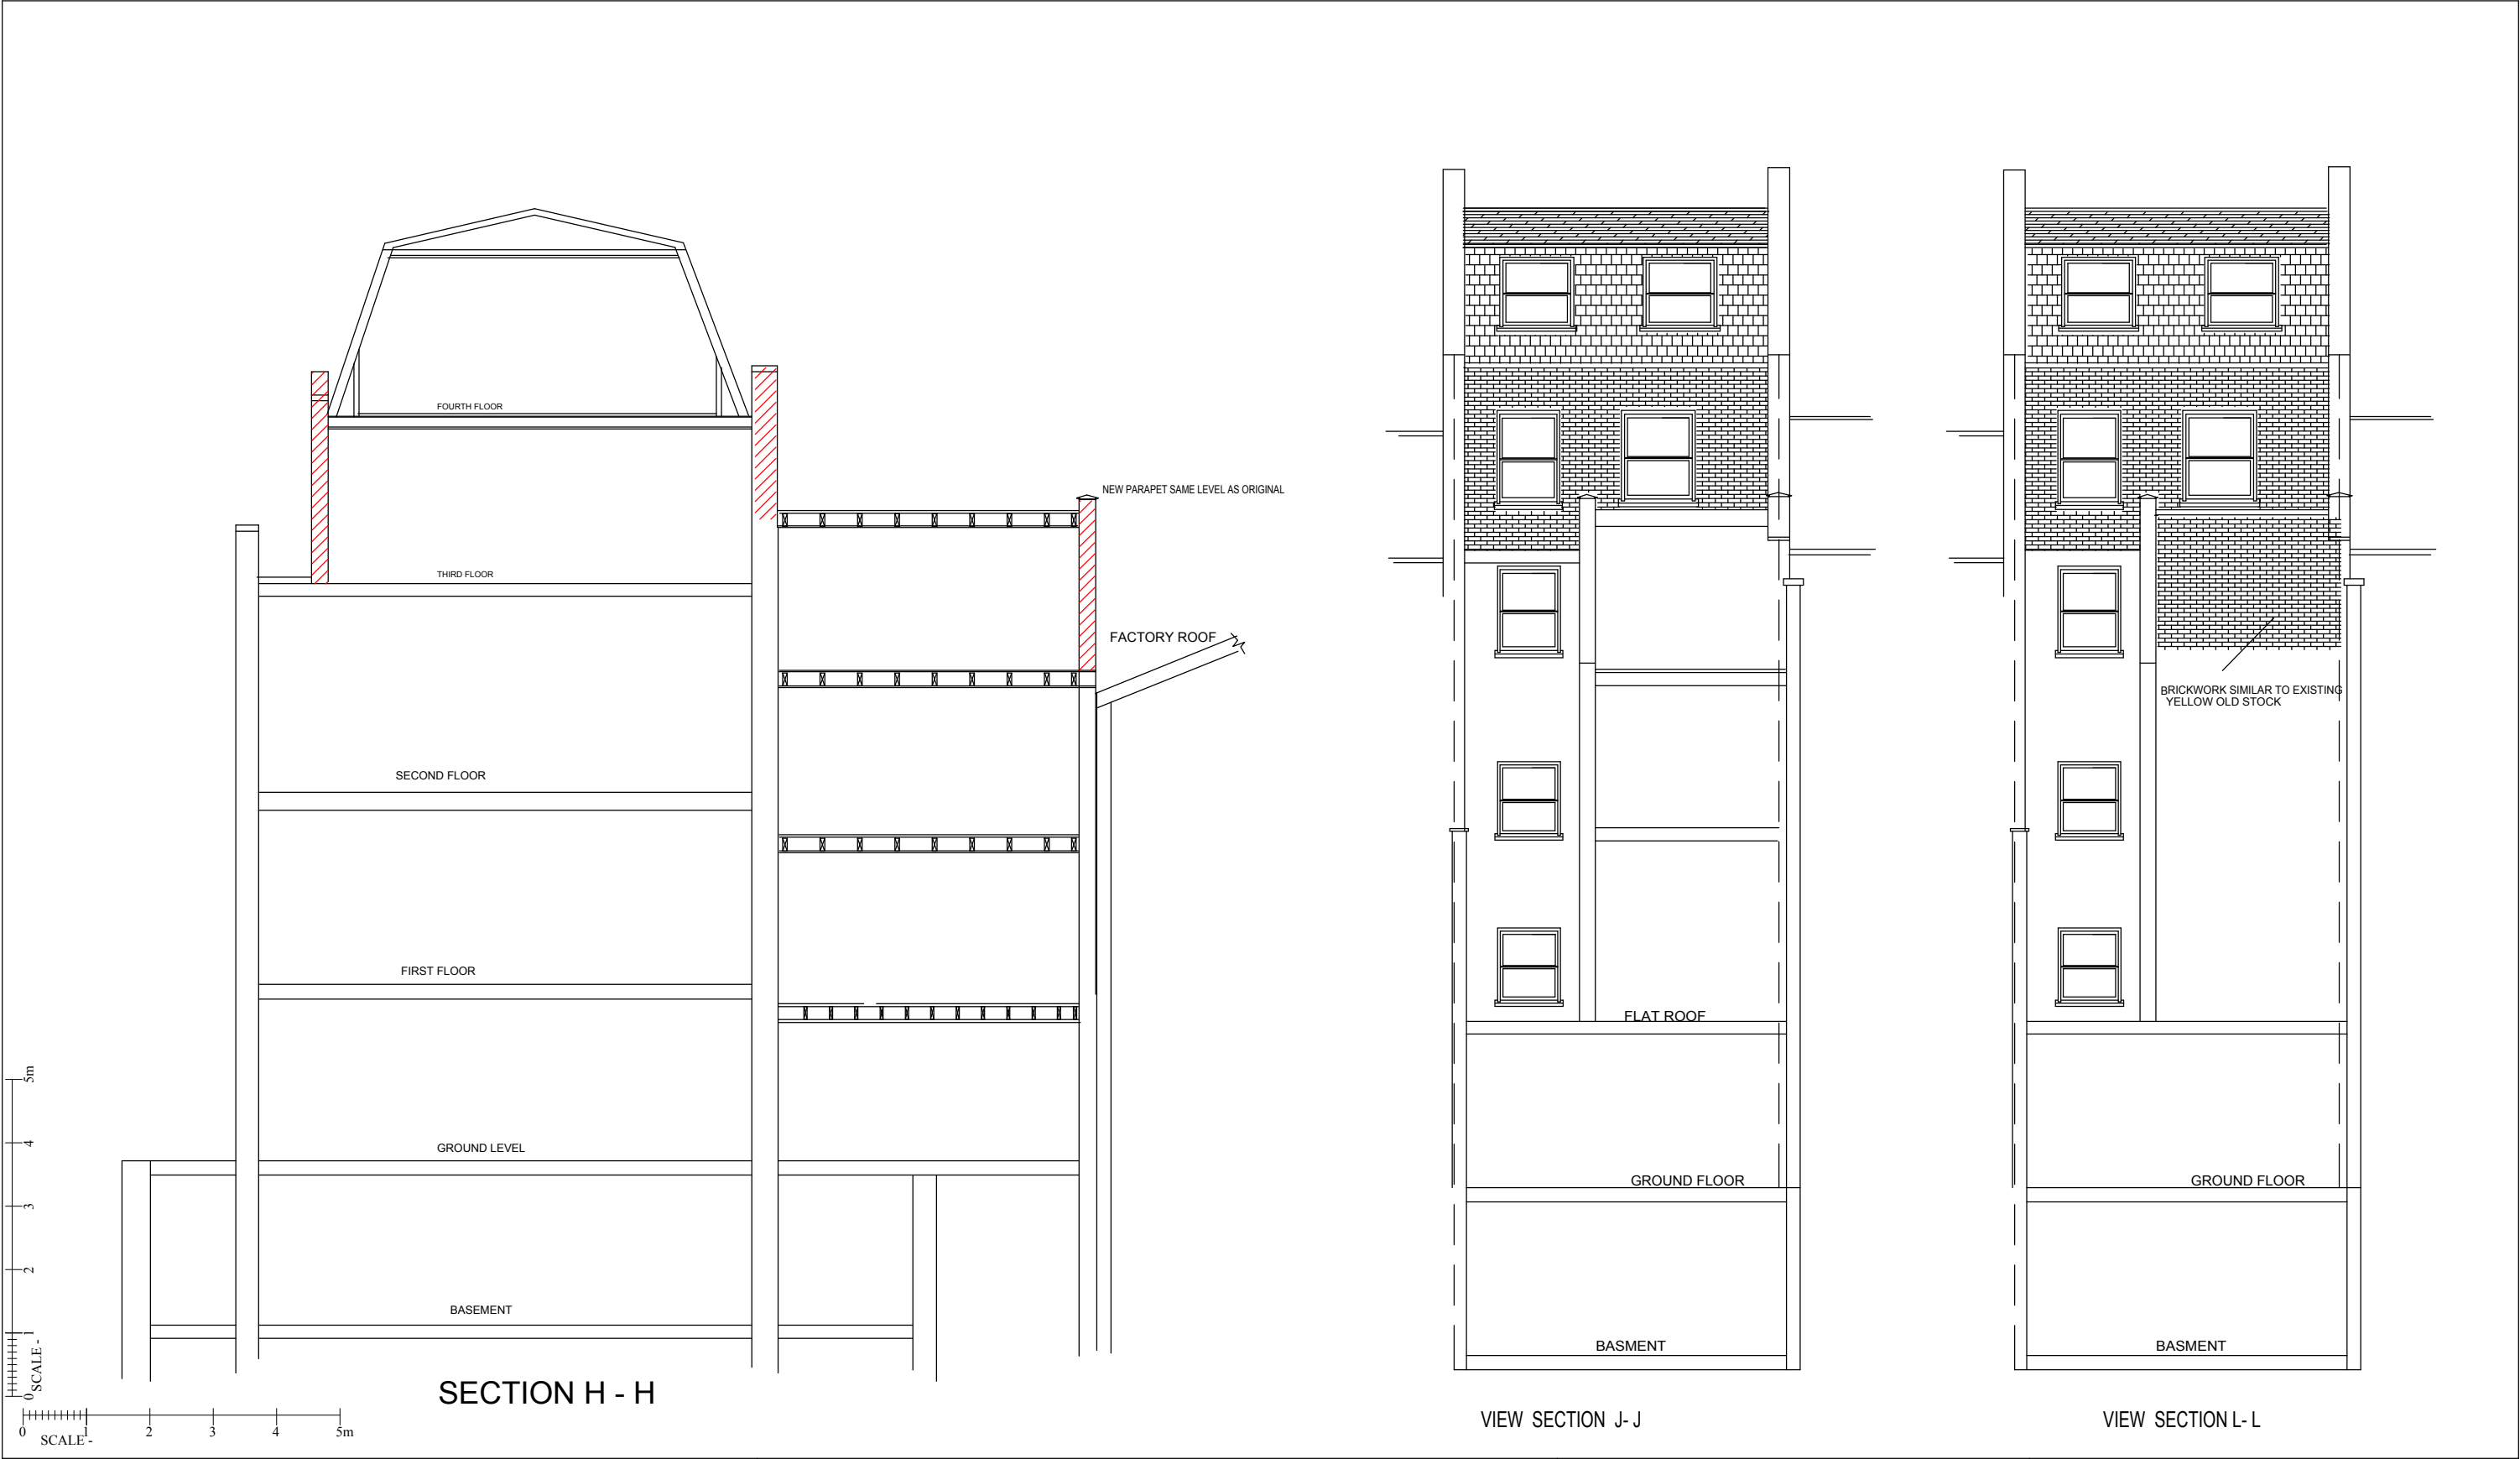 FOURTH FLOOR
NEW PARAPET SAME LEVEL AS ORIGINAL
THIRD FLOOR
FACTORY ROOF
SECOND FLOOR
FIRST FLOOR
GROUND LEVEL
BASEMENT
SECTION H - H
5m
4
3
2
1
0
SCALE -
0
1
2
3
4
5m
SCALE -
FLAT ROOF
GROUND FLOOR
BASMENT
VIEW SECTION J- J
BRICKWORK SIMILAR TO EXISTING
YELLOW OLD STOCK
GROUND FLOOR
BASMENT
VIEW SECTION L- L